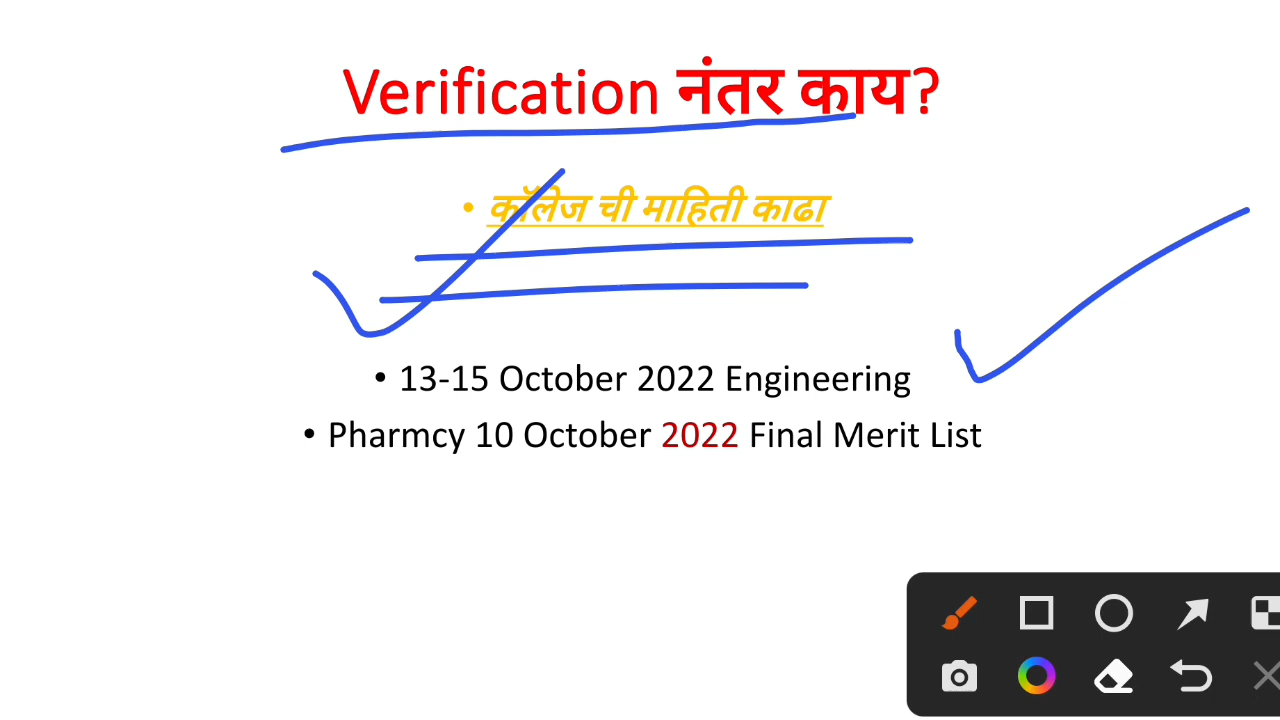 Verification नंतर काय?
• कॉलेज ची माहिती काढा
• 13-15 October 2022 Engineering
• Pharmcy 10 October 2022 Final Merit List